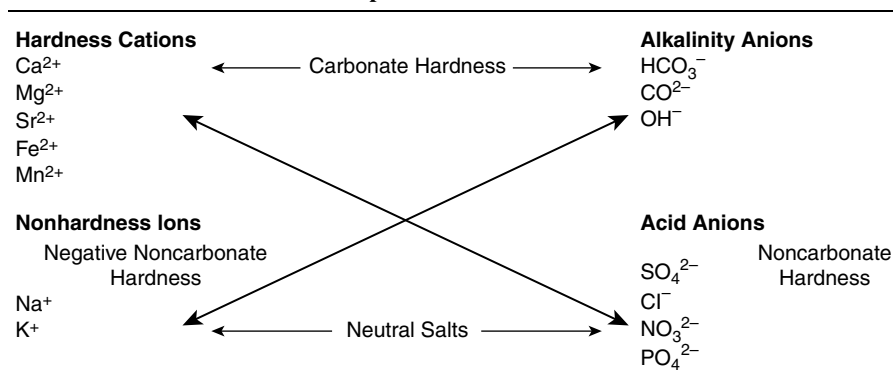 Hardness Cations
Alkalinity Anions
Ca²⁺
Carbonate Hardness
HCO₃⁻
Mg²⁺
CO²⁻
Sr²⁺
OH⁻
Fe²⁺
Mn²⁺
Nonhardness Ions
Acid Anions
Negative Noncarbonate
Hardness
Noncarbonate
Hardness
SO₄²⁻
Na⁺
Cl⁻
K⁺
Neutral Salts
NO₃²⁻
PO₄²⁻